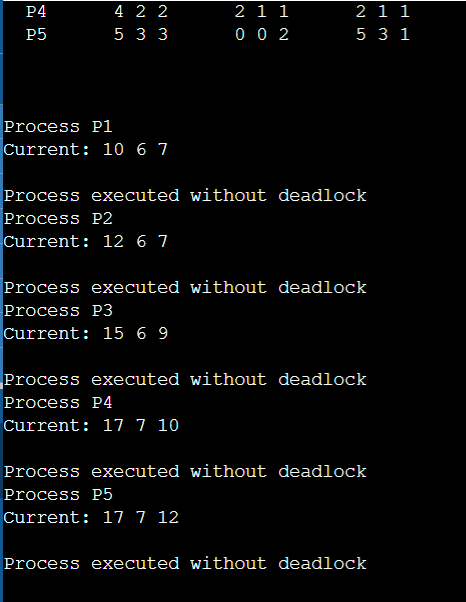 P4 4 2 2 2 1 1 2 1 1
P5 5 3 3 0 0 2 5 3 1
Process P1
Current: 10 6 7
Process executed without deadlock
Process P2
Current: 12 6 7
Process executed without deadlock
Process P3
Current: 15 6 9
Process executed without deadlock
Process P4
Current: 17 7 10
Process executed without deadlock
Process P5
Current: 17 7 12
Process executed without deadlock